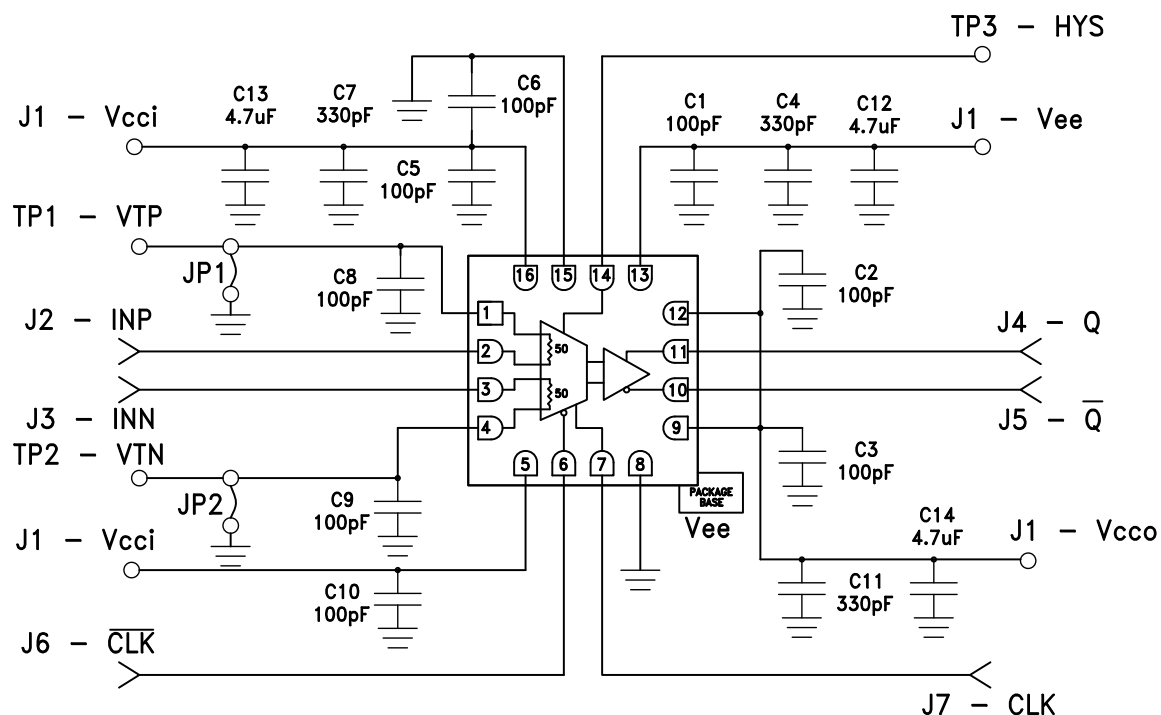 TP3 - HYS
C6
100pF
C13
4.7uF
C7
330pF
C1
100pF
C4
330pF
C12
4.7uF
J1 - Vcci
J1 - Vee
C5
100pF
TP1 - VTP
JP1
C8
100pF
16
15
14
13
C2
100pF
J2 - INP
1
12
J4 - Q
2
50
11
3
50
10
J3 - INN
J5 - Q̅
4
9
TP2 - VTN
5
6
7
8
C3
100pF
JP2
C9
100pF
PACKAGE
BASE
Vee
C14
4.7uF
J1 - Vcci
J1 - Vcco
C10
100pF
C11
330pF
J6 - C̅L̅K̅
J7 - CLK